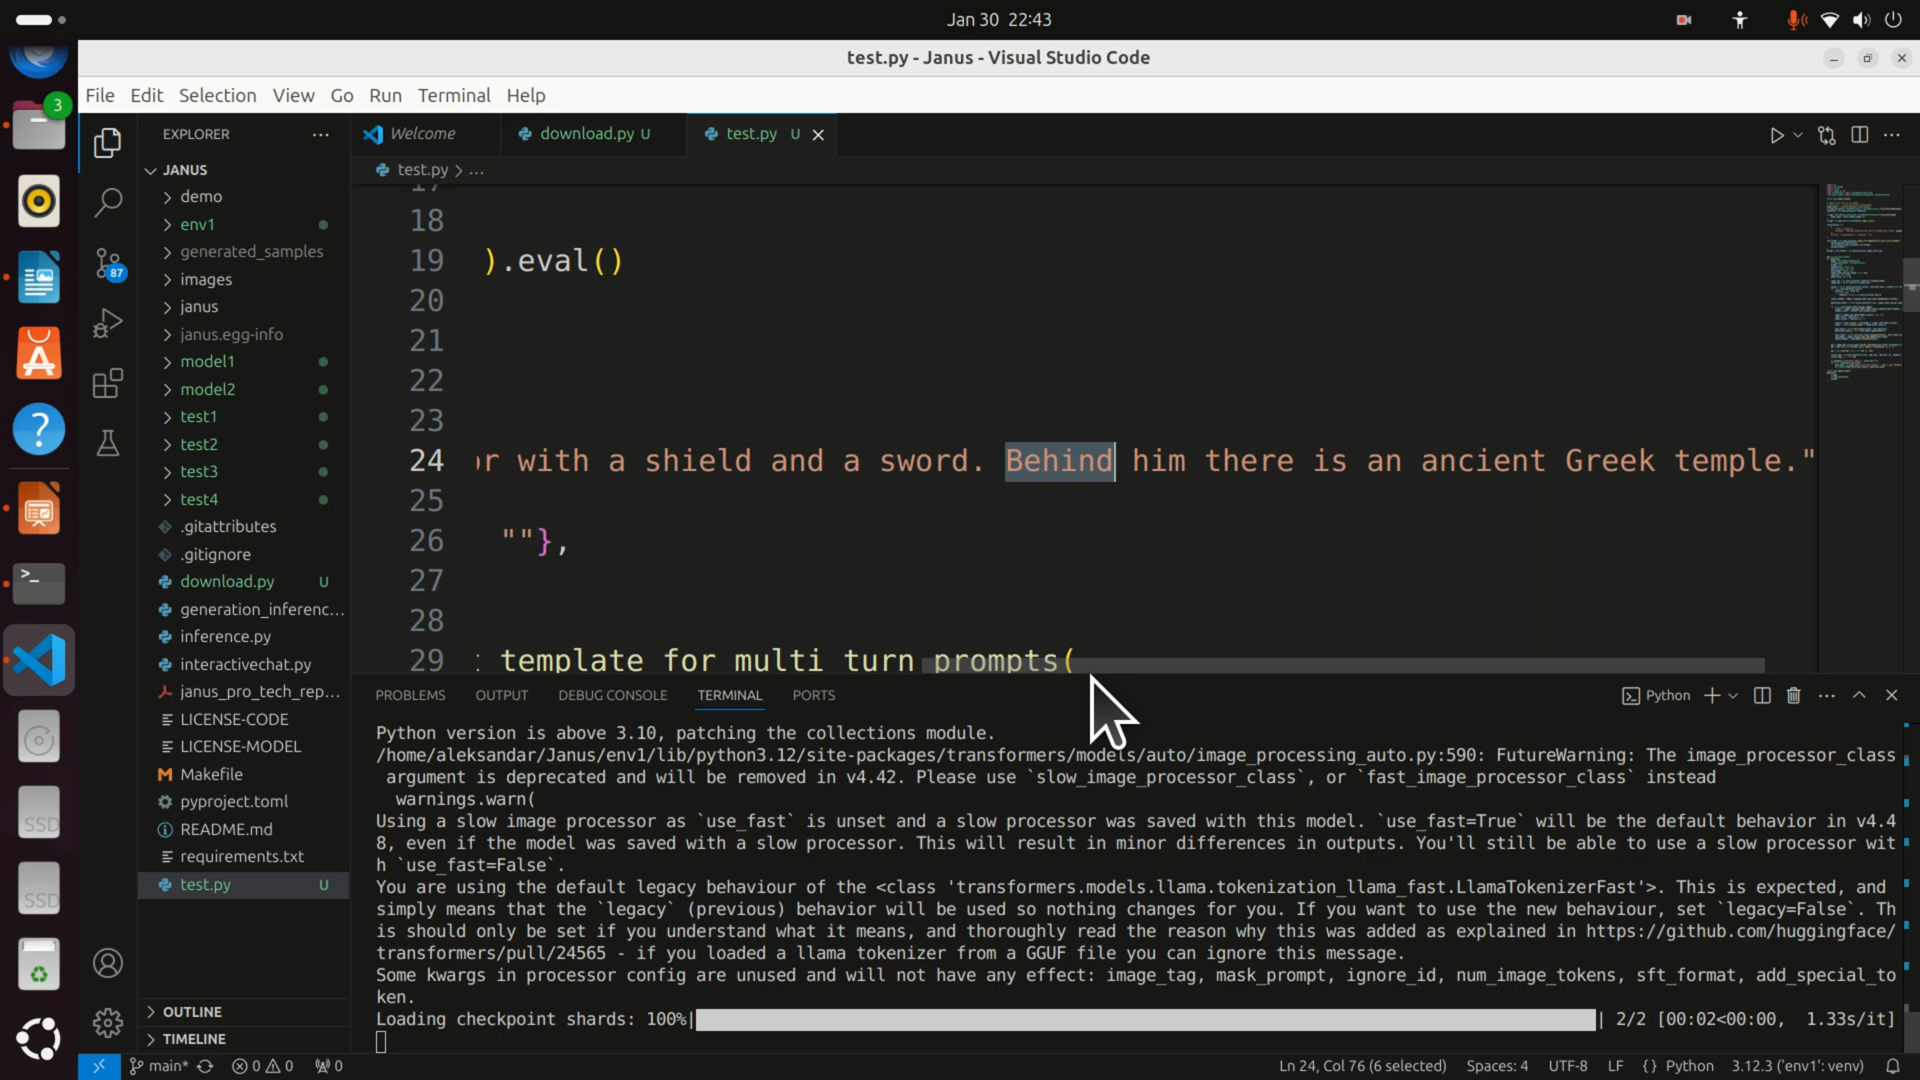 Jan 30 22:43
test.py - Janus - Visual Studio Code
File Edit Selection View Go Run Terminal Help
3
EXPLORER
Welcome
download.py U
test.py U
JANUS
test.py > ...
demo
env1
generated_samples
images
janus
janus.egg-info
model1
model2
test1
test2
test3
test4
.gitattributes
.gitignore
download.py U
generation_inferenc...
inference.py
interactivechat.py
janus_pro_tech_rep...
LICENSE-CODE
LICENSE-MODEL
Makefile
pyproject.toml
README.md
requirements.txt
test.py U
OUTLINE
TIMELINE
87
17
18
19 ).eval()
20
21
22
23
24 or with a shield and a sword. Behind him there is an ancient Greek temple."
25
26 ""},
27
28
29 : template for multi turn prompts(
PROBLEMS OUTPUT DEBUG CONSOLE TERMINAL PORTS
Python
Python version is above 3.10, patching the collections module.
/home/aleksandar/Janus/env1/lib/python3.12/site-packages/transformers/models/auto/image_processing_auto.py:590: FutureWarning: The image_processor_class
argument is deprecated and will be removed in v4.42. Please use `slow_image_processor_class`, or `fast_image_processor_class` instead
warnings.warn(
Using a slow image processor as `use_fast` is unset and a slow processor was saved with this model. `use_fast=True` will be the default behavior in v4.4
8, even if the model was saved with a slow processor. This will result in minor differences in outputs. You'll still be able to use a slow processor wit
h `use_fast=False`.
You are using the default legacy behaviour of the <class 'transformers.models.llama.tokenization_llama_fast.LlamaTokenizerFast'>. This is expected, and
simply means that the `legacy` (previous) behavior will be used so nothing changes for you. If you want to use the new behaviour, set `legacy=False`. Th
is should only be set if you understand what it means, and thoroughly read the reason why this was added as explained in https://github.com/huggingface/
transformers/pull/24565 - if you loaded a llama tokenizer from a GGUF file you can ignore this message.
Some kwargs in processor config are unused and will not have any effect: image_tag, mask_prompt, ignore_id, num_image_tokens, sft_format, add_special_to
ken.
Loading checkpoint shards: 100%| | 2/2 [00:02<00:00, 1.33s/it]
SSD
SSD
main* 0 0 0
Ln 24, Col 76 (6 selected) Spaces: 4 UTF-8 LF {} Python 3.12.3 ('env1': venv)